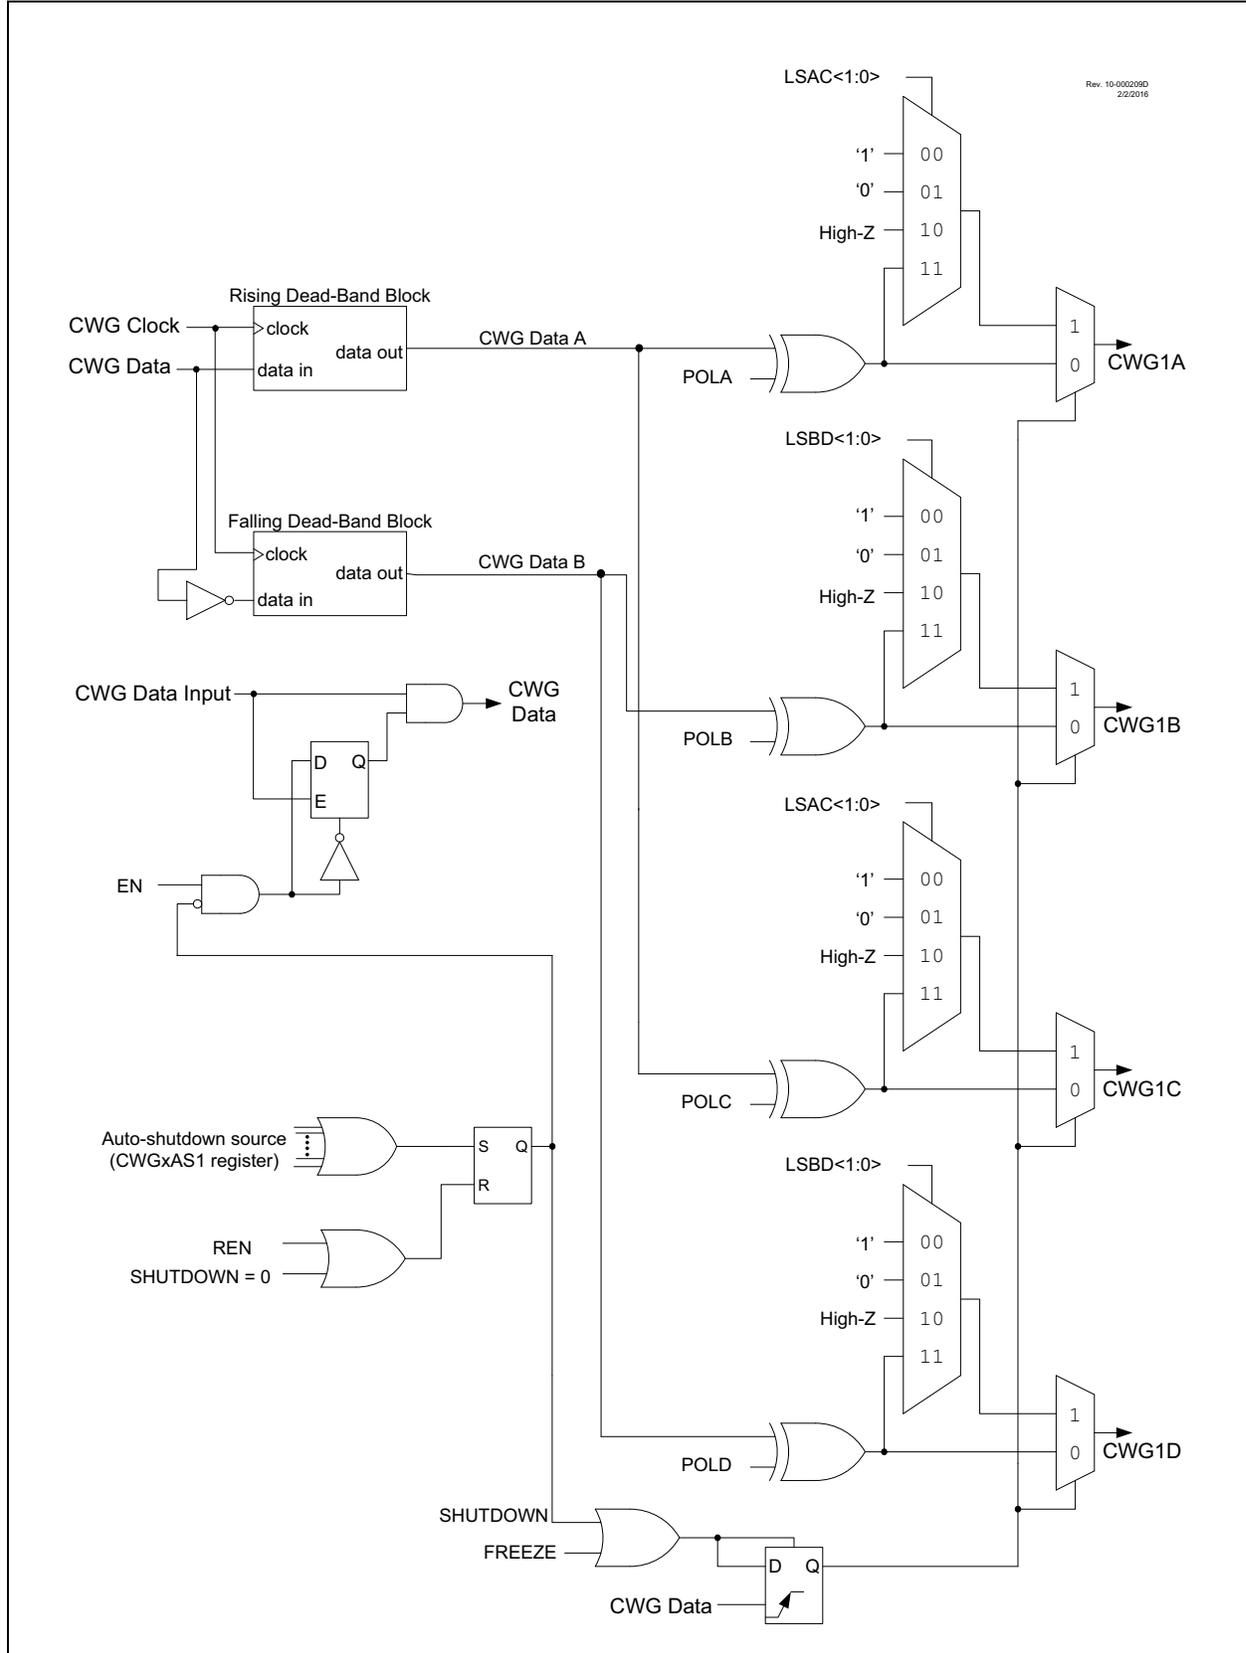 LSAC<1:0>
Rev. 10-000209D
2/2/2016
‘1’ 00
‘0’ 01
High-Z 10
11
Rising Dead-Band Block
CWG Clock
clock
CWG Data
data in
data out
CWG Data A
POLA
1
0
CWG1A
LSBD<1:0>
‘1’ 00
‘0’ 01
High-Z 10
11
Falling Dead-Band Block
clock
data out
data in
CWG Data B
POLB
1
0
CWG1B
CWG Data Input
CWG
Data
D Q
E
EN
LSAC<1:0>
‘1’ 00
‘0’ 01
High-Z 10
11
POLC
1
0
CWG1C
Auto-shutdown source
(CWGxAS1 register)
S Q
R
REN
SHUTDOWN = 0
LSBD<1:0>
‘1’ 00
‘0’ 01
High-Z 10
11
POLD
1
0
CWG1D
SHUTDOWN
FREEZE
D Q
CWG Data